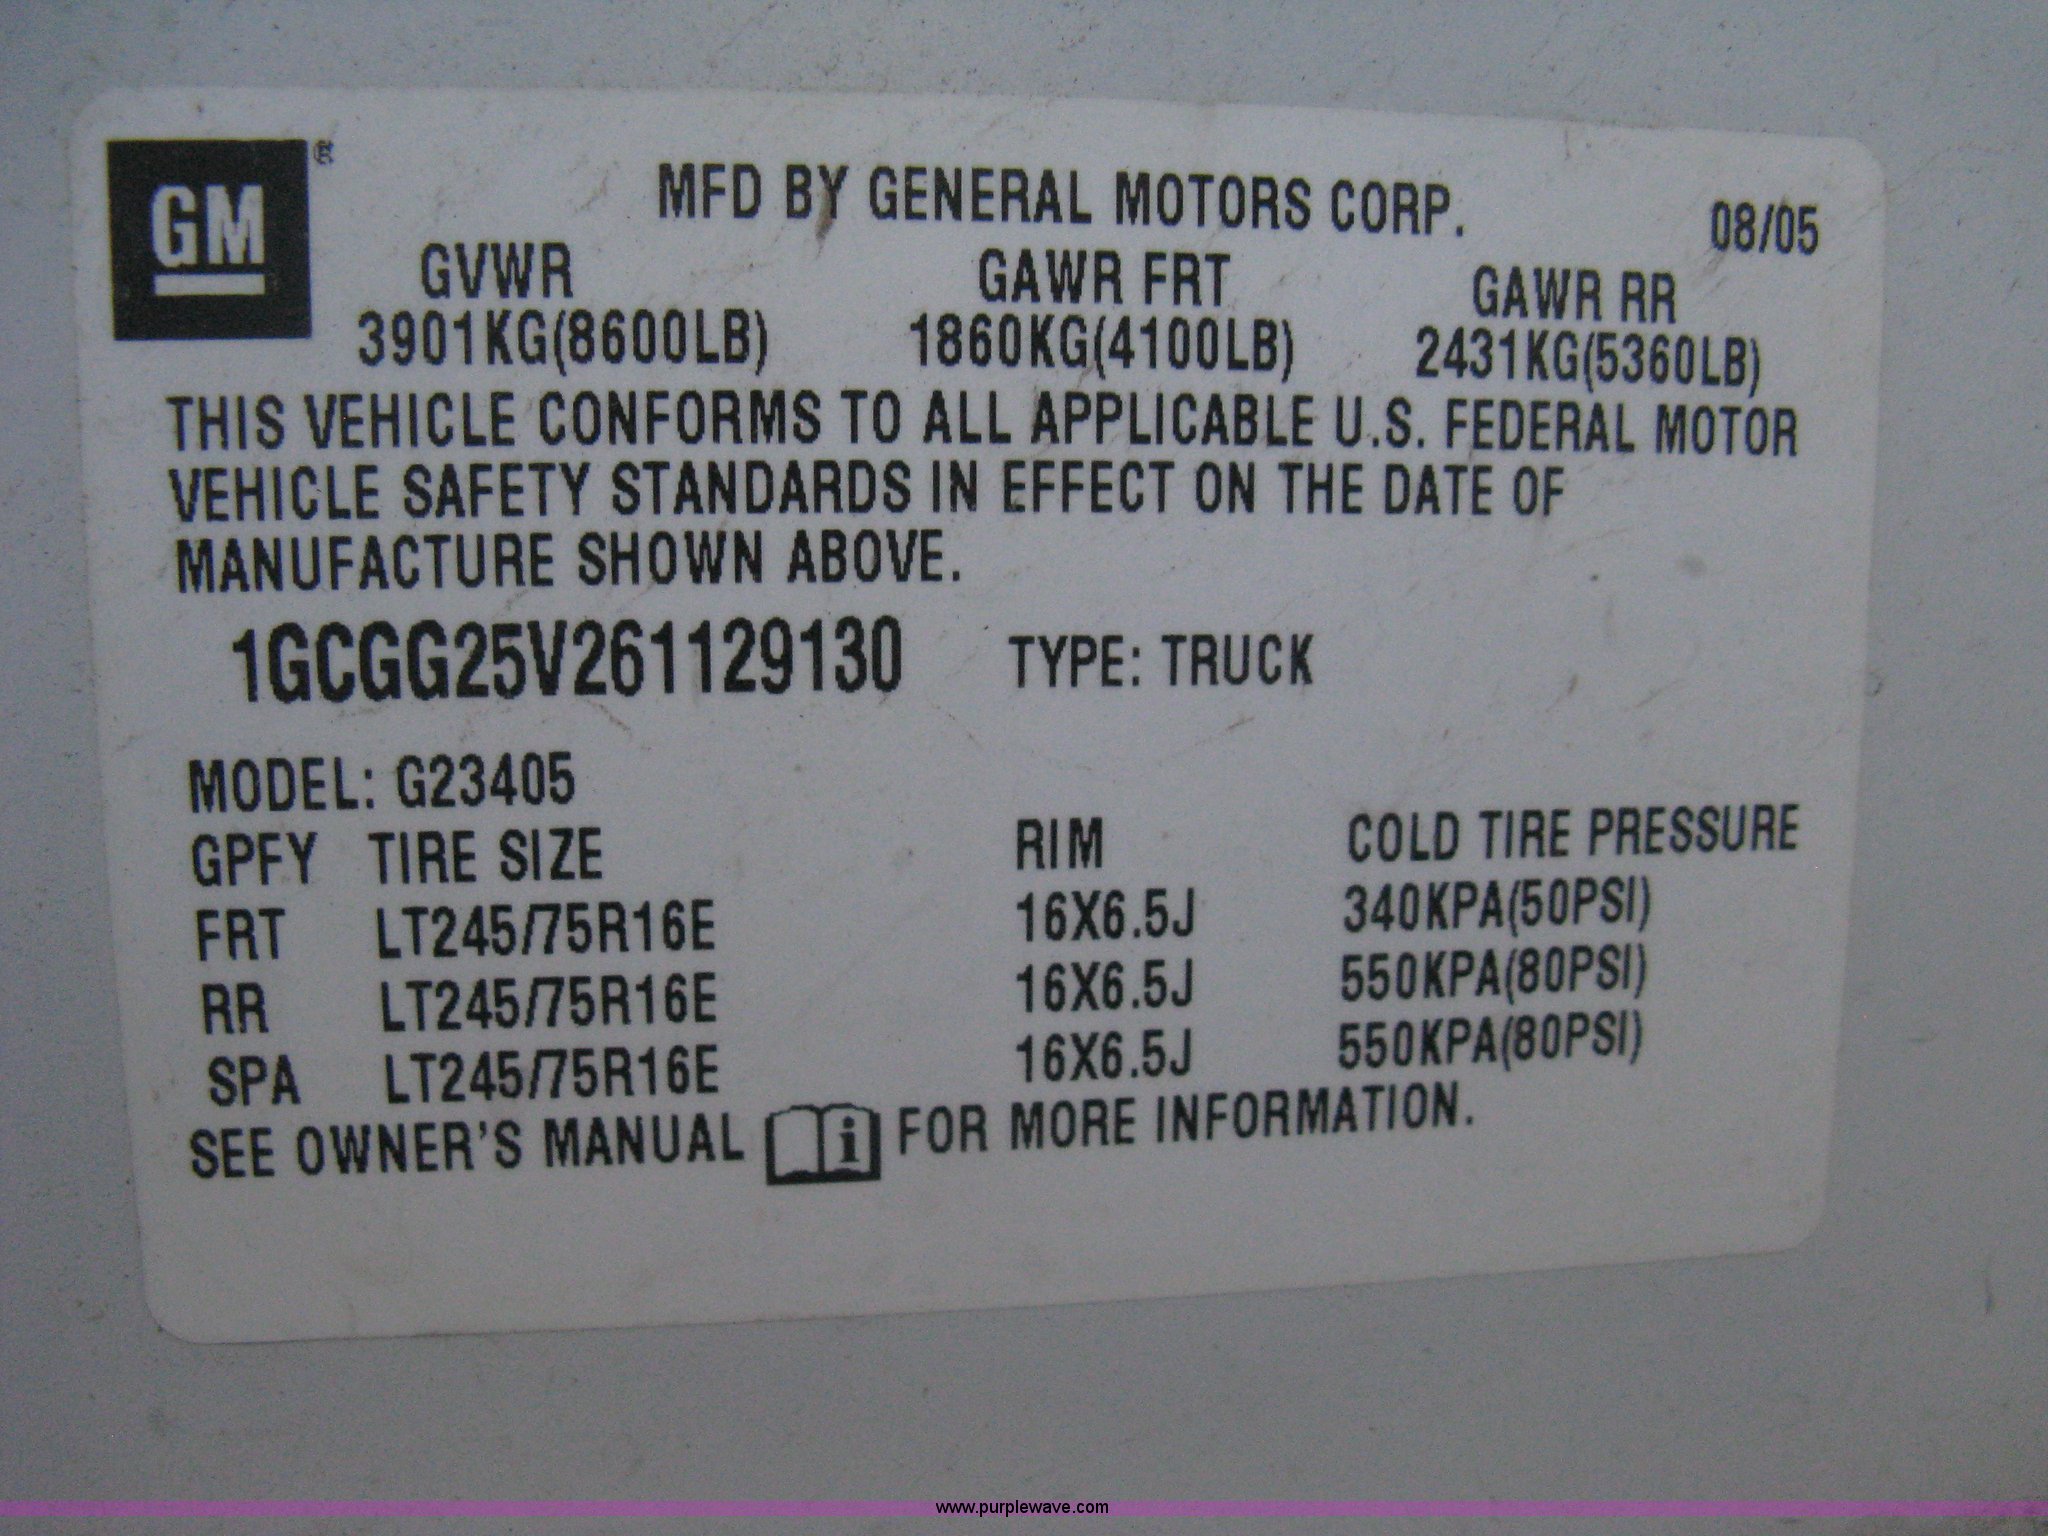 GM®
MFD BY GENERAL MOTORS CORP. 08/05
GVWR GAWR FRT GAWR RR
3901KG(8600LB) 1860KG(4100LB) 2431KG(5360LB)
THIS VEHICLE CONFORMS TO ALL APPLICABLE U.S. FEDERAL MOTOR
VEHICLE SAFETY STANDARDS IN EFFECT ON THE DATE OF
MANUFACTURE SHOWN ABOVE.
1GCGG25V261129130 TYPE: TRUCK
MODEL: G23405
GPFY TIRE SIZE RIM COLD TIRE PRESSURE
FRT LT245/75R16E 16X6.5J 340KPA(50PSI)
RR LT245/75R16E 16X6.5J 550KPA(80PSI)
SPA LT245/75R16E 16X6.5J 550KPA(80PSI)
SEE OWNER'S MANUAL i FOR MORE INFORMATION.
www.purplewave.com